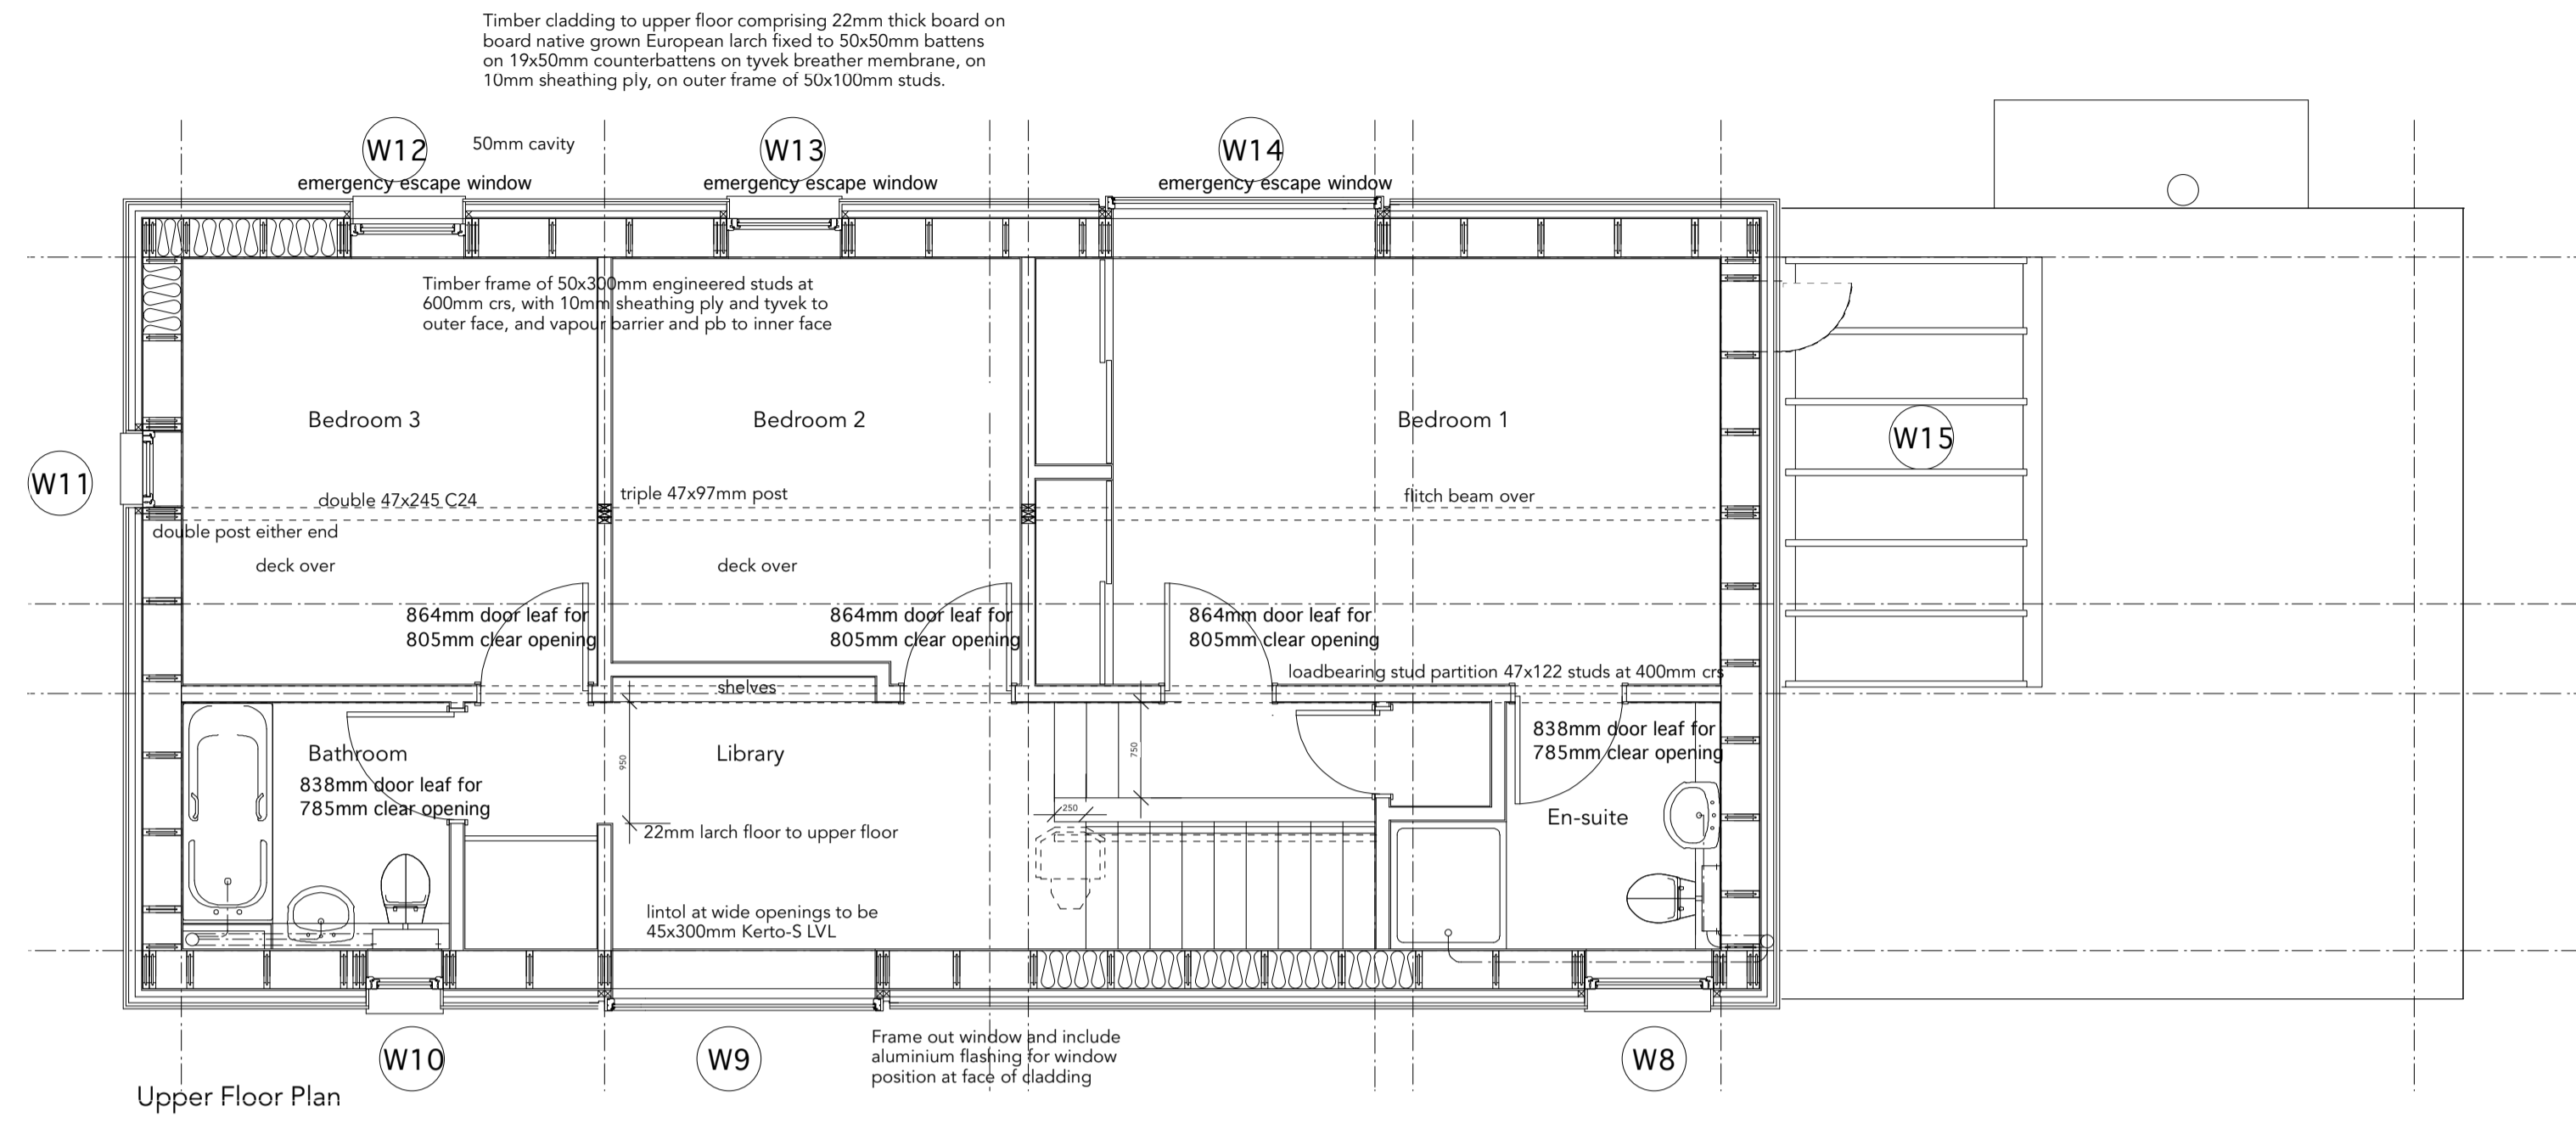 Timber cladding to upper floor comprising 22mm thick board on
board native grown European larch fixed to 50x50mm battens
on 19x50mm counterbattens on tyvek breather membrane, on
10mm sheathing ply, on outer frame of 50x100mm studs.
W12
50mm cavity
W13
W14
emergency escape window
emergency escape window
emergency escape window
Timber frame of 50x300mm engineered studs at
600mm crs, with 10mm sheathing ply and tyvek to
outer face, and vapour barrier and pb to inner face
Bedroom 3
Bedroom 2
Bedroom 1
W15
W11
double 47x245 C24
triple 47x97mm post
flitch beam over
double post either end
deck over
deck over
864mm door leaf for
805mm clear opening
864mm door leaf for
805mm clear opening
864mm door leaf for
805mm clear opening
loadbearing stud partition 47x122 studs at 400mm crs
shelves
838mm door leaf for
785mm clear opening
Bathroom
950
Library
750
838mm door leaf for
785mm clear opening
250
En-suite
22mm larch floor to upper floor
lintol at wide openings to be
45x300mm Kerto-S LVL
Frame out window and include
aluminium flashing for window
position at face of cladding
W10
W9
W8
Upper Floor Plan